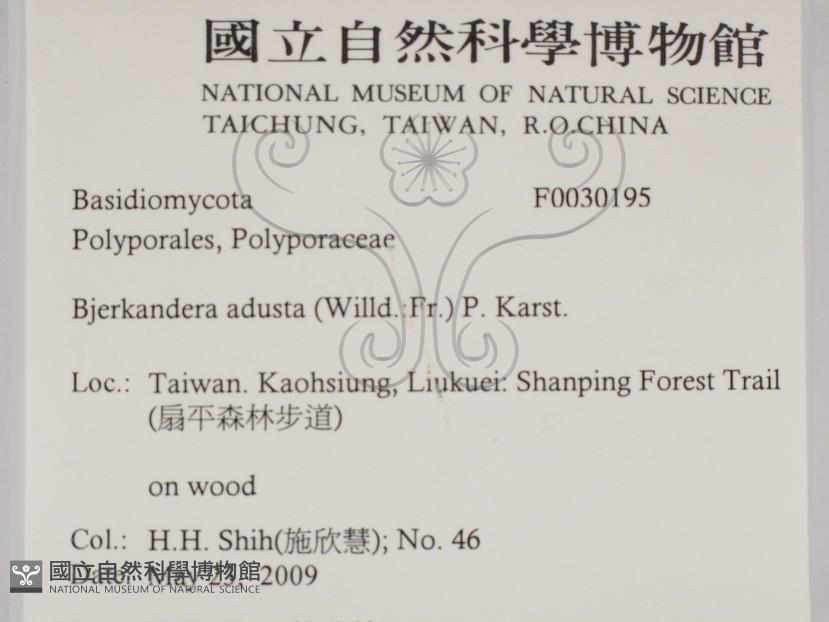 國立自然科學博物館
NATIONAL MUSEUM OF NATURAL SCIENCE
TAICHUNG, TAIWAN, R.O.CHINA
Basidiomycota F0030195
Polyporales, Polyporaceae
Bjerkandera adusta (Willd.:Fr.) P. Karst.
Loc.: Taiwan. Kaohsiung, Liukuei: Shanping Forest Trail
(扇平森林步道)
on wood
Col.: H.H. Shih(施欣慧); No. 46
Date: May 2009
國立自然科學博物館
NATIONAL MUSEUM OF NATURAL SCIENCE